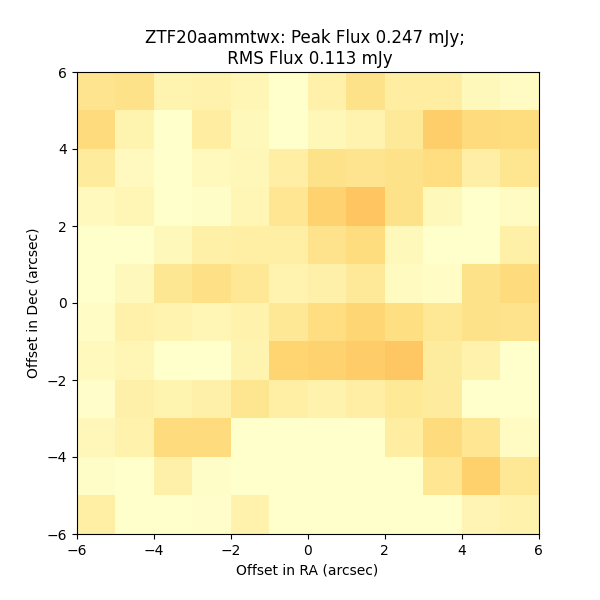 ZTF20aammtwx: Peak Flux 0.247 mJy;
RMS Flux 0.113 mJy
6
4
2
0
−2
−4
−6
Offset in Dec (arcsec)
−6 −4 −2 0 2 4 6
Offset in RA (arcsec)